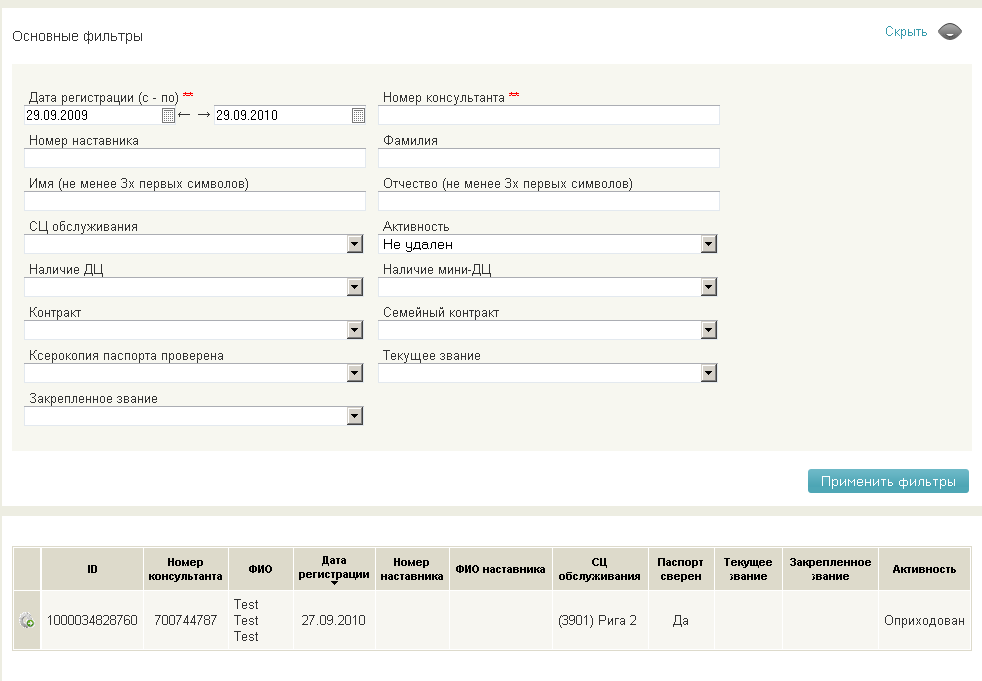 Основные фильтры
Скрыть
Дата регистрации (с - по) **
Номер консультанта **
29.09.2009 ← → 29.09.2010
Номер наставника
Фамилия
Имя (не менее 3х первых символов)
Отчество (не менее 3х первых символов)
СЦ обслуживания
Активность
Не удален
Наличие ДЦ
Наличие мини-ДЦ
Контракт
Семейный контракт
Ксерокопия паспорта проверена
Текущее звание
Закрепленное звание
Применить фильтры
ID
Номер
консультанта
ФИО
Дата
регистрации
Номер
наставника
ФИО наставника
СЦ
обслуживания
Паспорт
сверен
Текущее
звание
Закрепленное
звание
Активность
1000034828760
700744787
Test
Test
Test
27.09.2010
(3901) Рига 2
Да
Оприходован